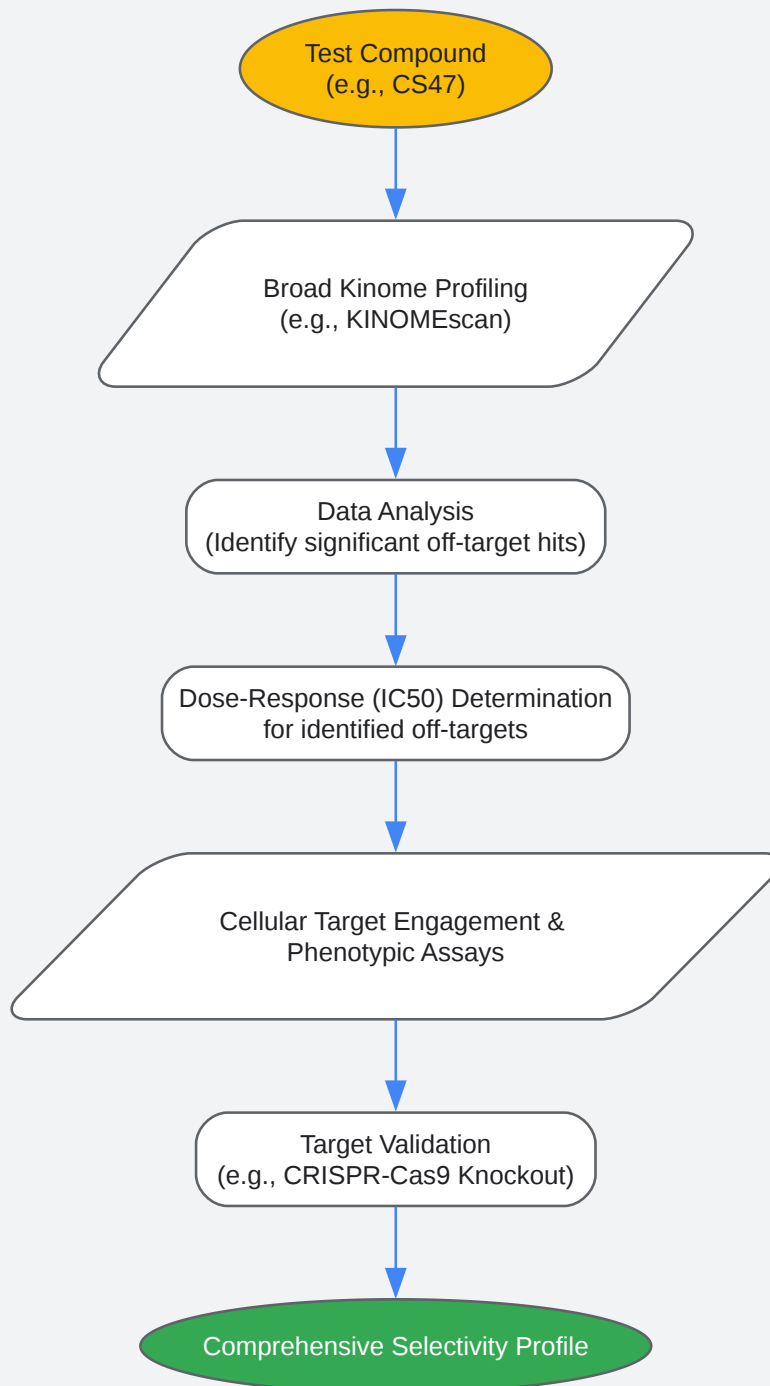 Test Compound
(e.g., CS47)
Broad Kinome Profiling
(e.g., KINOMEscan)
Data Analysis
(Identify significant off-target hits)
Dose-Response (IC50) Determination
for identified off-targets
Cellular Target Engagement &
Phenotypic Assays
Target Validation
(e.g., CRISPR-Cas9 Knockout)
Comprehensive Selectivity Profile